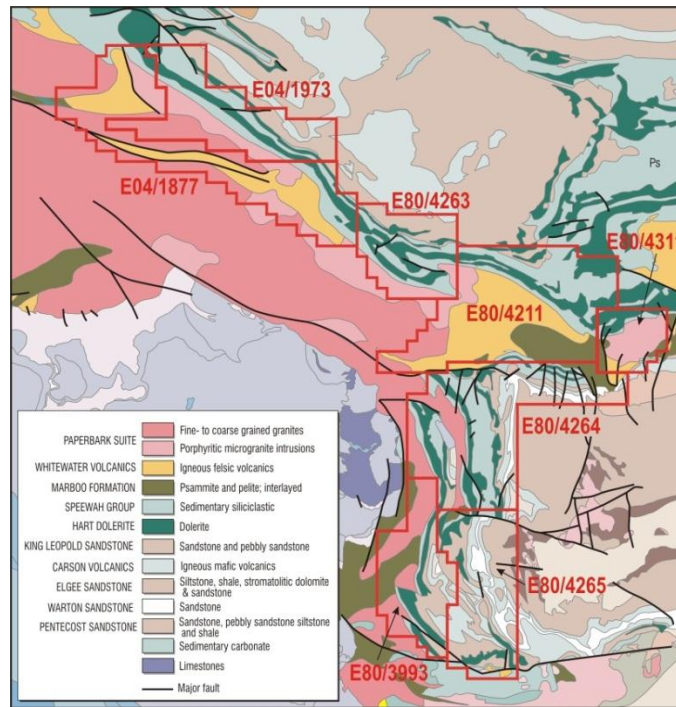 E04/1973
E04/1877
E80/4263
Ps
E80/4211
E80/4264
E80/4265
E80/3993
PAPERBARK SUITE
Fine- to coarse grained granites
Porphyritic microgranite intrusions
WHITEWATER VOLCANICS
Igneous felsic volcanics
MARBOO FORMATION
Psammite and pelite; interlayed
SPEEWAH GROUP
Sedimentary siliciclastic
HART DOLERITE
Dolerite
KING LEOPOLD SANDSTONE
Sandstone and pebbly sandstone
CARSON VOLCANICS
Igneous mafic volcanics
ELGEE SANDSTONE
Siltstone, shale, stromatolitic dolomite
& sandstone
WARTON SANDSTONE
Sandstone
PENTECOST SANDSTONE
Sandstone, pebbly sandstone siltstone
and shale
Sedimentary carbonate
Limestones
Major fault